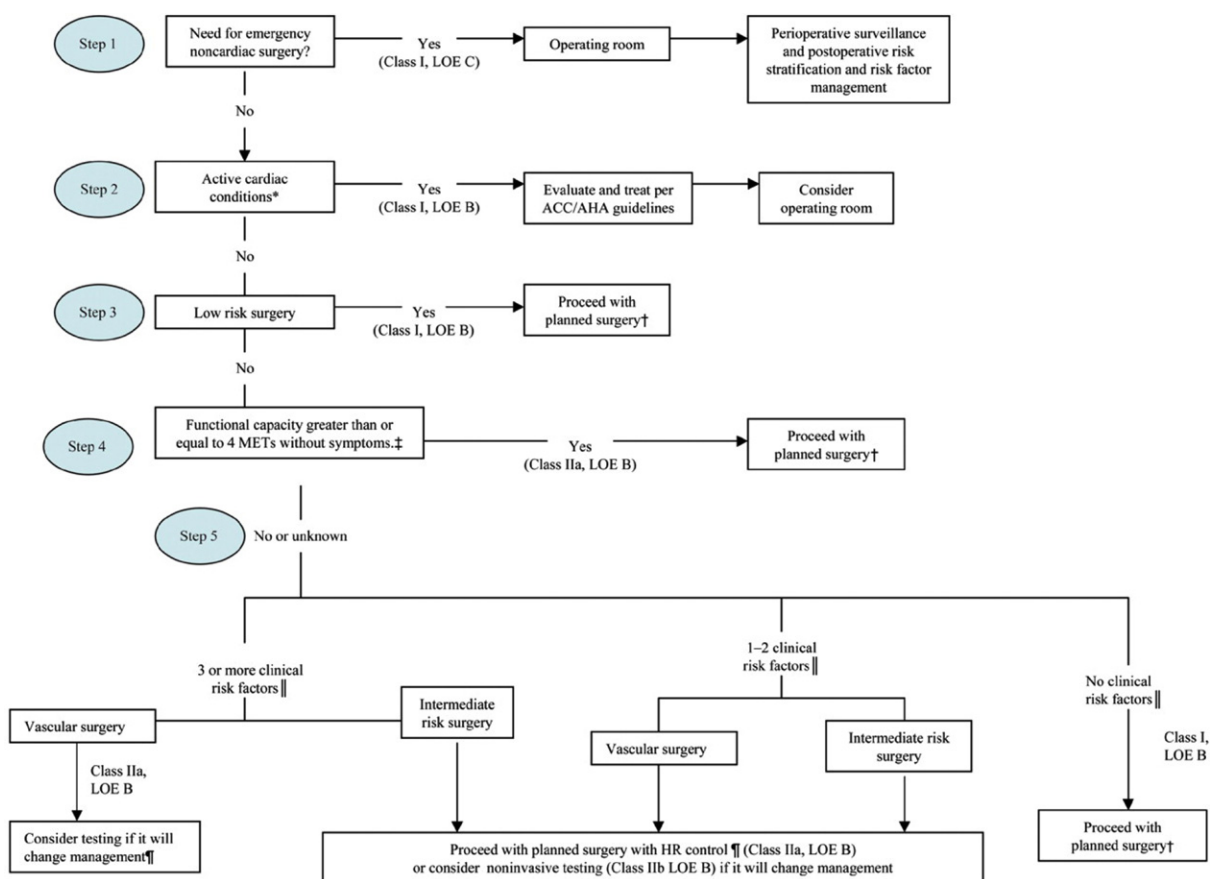 Step 1
Need for emergency
noncardiac surgery?
Yes
(Class I, LOE C)
Operating room
Perioperative surveillance
and postoperative risk
stratification and risk factor
management
No
Step 2
Active cardiac
conditions*
Yes
(Class I, LOE B)
Evaluate and treat per
ACC/AHA guidelines
Consider
operating room
No
Step 3
Low risk surgery
Yes
(Class I, LOE B)
Proceed with
planned surgery†
No
Step 4
Functional capacity greater than or
equal to 4 METs without symptoms.‡
Yes
(Class IIa, LOE B)
Proceed with
planned surgery†
Step 5
No or unknown
3 or more clinical
risk factors‖
Vascular surgery
Class IIa,
LOE B
Consider testing if it will
change management¶
Intermediate
risk surgery
1–2 clinical
risk factors‖
Vascular surgery
Intermediate risk
surgery
Proceed with planned surgery with HR control ¶ (Class IIa, LOE B)
or consider noninvasive testing (Class IIb LOE B) if it will change management
No clinical
risk factors‖
Class I,
LOE B
Proceed with
planned surgery†